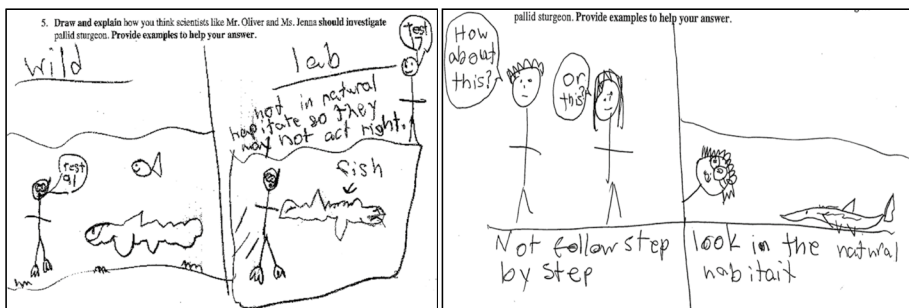 5. Draw and explain how you think scientists like Mr. Oliver and Ms. Jenna should investigate
pallid sturgeon. Provide examples to help your answer.
wild
lab
test
7
not in natural
hapitate so they
may not act right.
test
91
fish
pallid sturgeon. Provide examples to help your answer.
How
about
this?
or
this?
Not follow step
by step
look in the natural
habitait